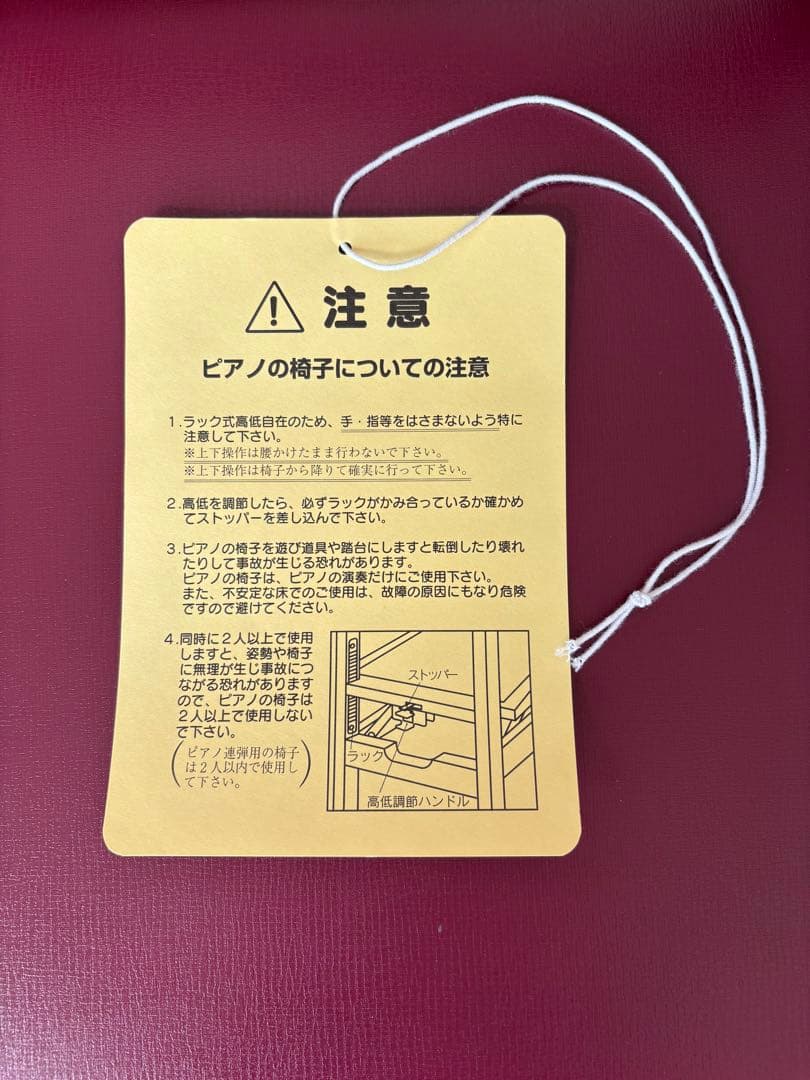 注意
ピアノの椅子についての注意
1.ラック式高低自在のため、手・指等をはさまないよう特に
注意して下さい。
※上下操作は腰かけたまま行わないで下さい。
※上下操作は椅子から降りて確実に行って下さい。
2.高低を調節したら、必ずラックがかみ合っているか確かめ
てストッパーを差し込んで下さい。
3.ピアノの椅子を遊び道具や踏台にしますと転倒したり壊れ
たりして事故が生じる恐れがあります。
ピアノの椅子は、ピアノの演奏だけにご使用下さい。
また、不安定な床でのご使用は、故障の原因にもなり危険
ですので避けてください。
4.同時に2人以上で使用
しますと、姿勢や椅子
に無理が生じ事故につ
ながる恐れがあります
ので、ピアノの椅子は
2人以上で使用しない
で下さい。
(ピアノ連弾用の椅子
は2人以内で使用し
て下さい。)
ストッパー
ラック
高低調節ハンドル